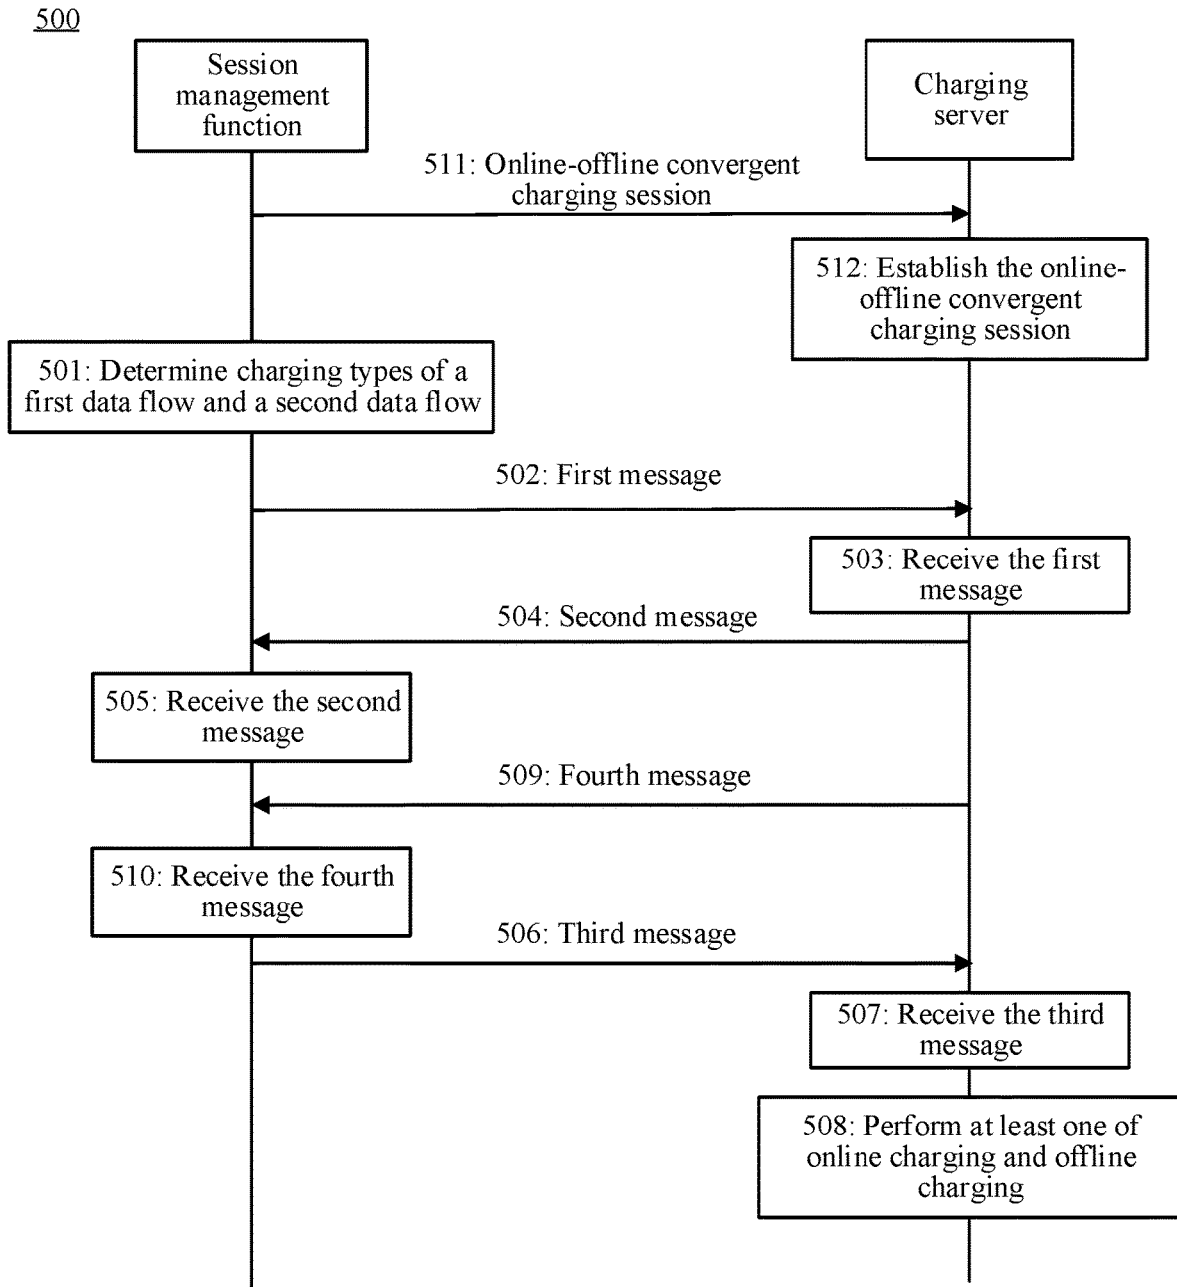 500
Session
management
function
Charging
server
511: Online-offline convergent
charging session
512: Establish the online-
offline convergent
charging session
501: Determine charging types of a
first data flow and a second data flow
502: First message
503: Receive the first
message
504: Second message
505: Receive the second
message
509: Fourth message
510: Receive the fourth
message
506: Third message
507: Receive the third
message
508: Perform at least one of
online charging and offline
charging